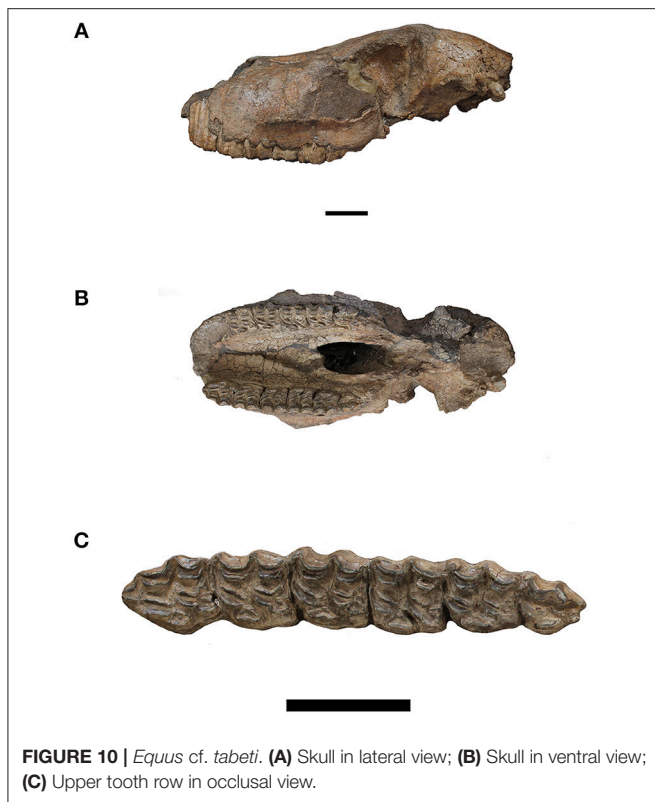 A
B
C
FIGURE 10 | Equus cf. tabeti. (A) Skull in lateral view; (B) Skull in ventral view;
(C) Upper tooth row in occlusal view.